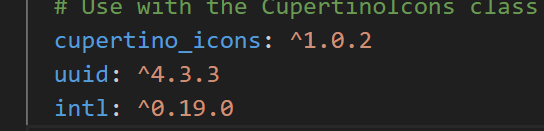 # Use with the CupertinoIcons class
cupertino_icons: ^1.0.2
uuid: ^4.3.3
intl: ^0.19.0